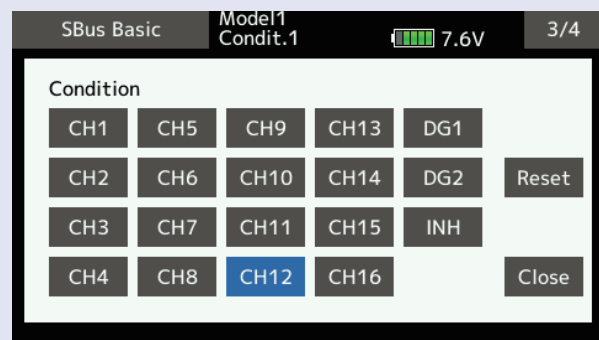 SBus Basic
Model1
Condit.1
7.6V
3/4
Condition
CH1 CH5 CH9 CH13 DG1
CH2 CH6 CH10 CH14 DG2 Reset
CH3 CH7 CH11 CH15 INH
CH4 CH8 CH12 CH16 Close